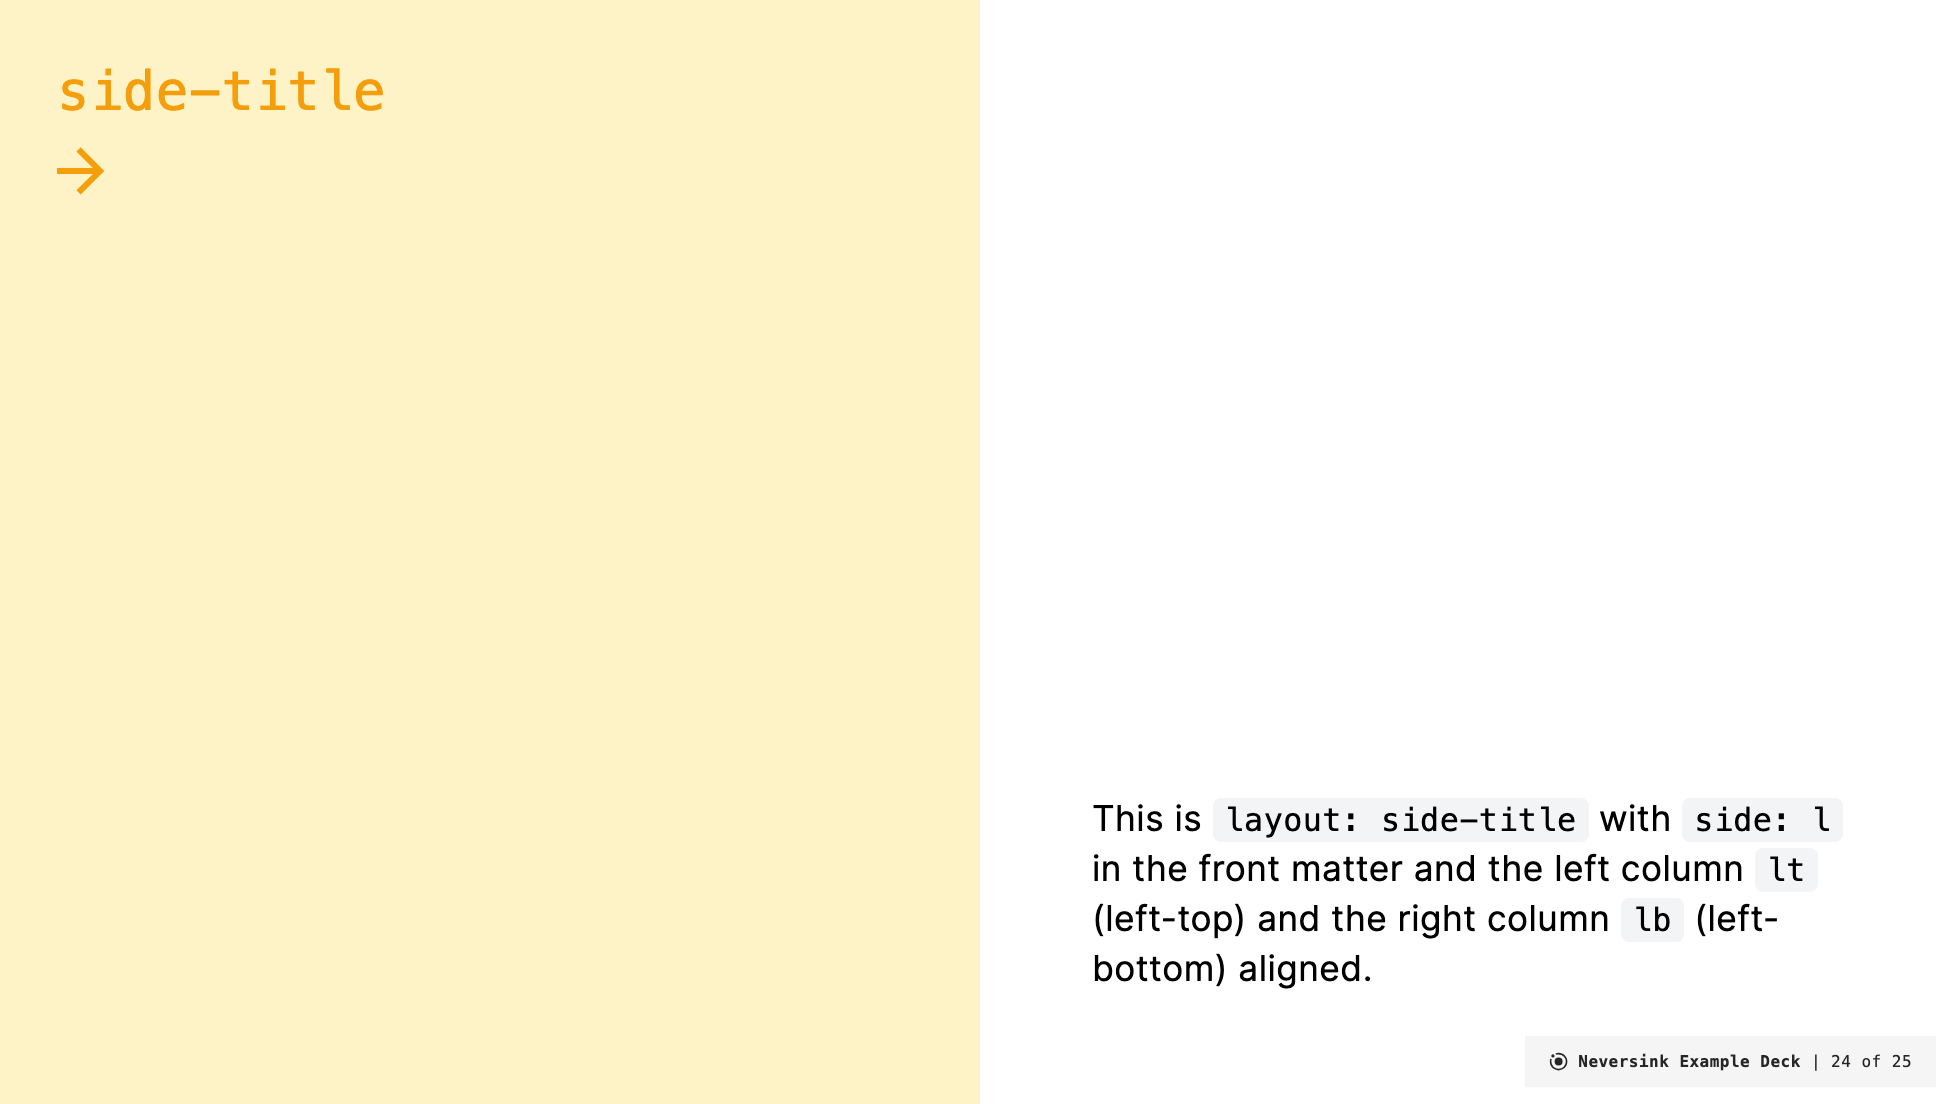 side-title
This is layout: side-title with side: l
in the front matter and the left column lt
(left-top) and the right column lb (left-
bottom) aligned.
Neversink Example Deck | 24 of 25